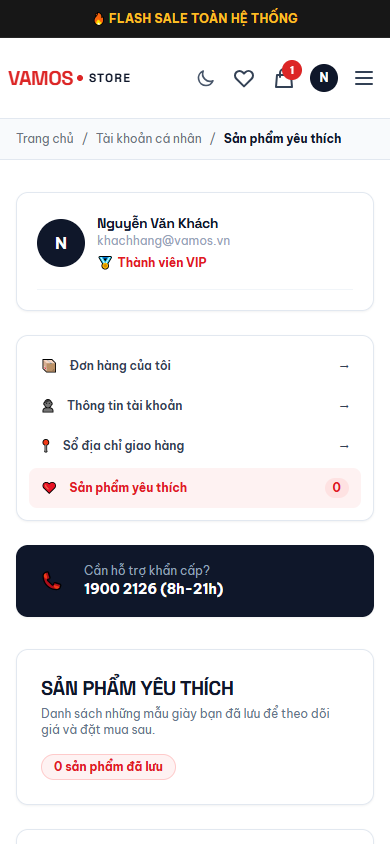 🔥 FLASH SALE TOÀN HỆ THỐNG
VAMOS • STORE
1
N
Trang chủ / Tài khoản cá nhân / Sản phẩm yêu thích
N
Nguyễn Văn Khách
khachhang@vamos.vn
🏅 Thành viên VIP
📦 Đơn hàng của tôi →
👤 Thông tin tài khoản →
📍 Sổ địa chỉ giao hàng →
❤️ Sản phẩm yêu thích 0
📞 Cần hỗ trợ khẩn cấp?
1900 2126 (8h-21h)
SẢN PHẨM YÊU THÍCH
Danh sách những mẫu giày bạn đã lưu để theo dõi
giá và đặt mua sau.
0 sản phẩm đã lưu